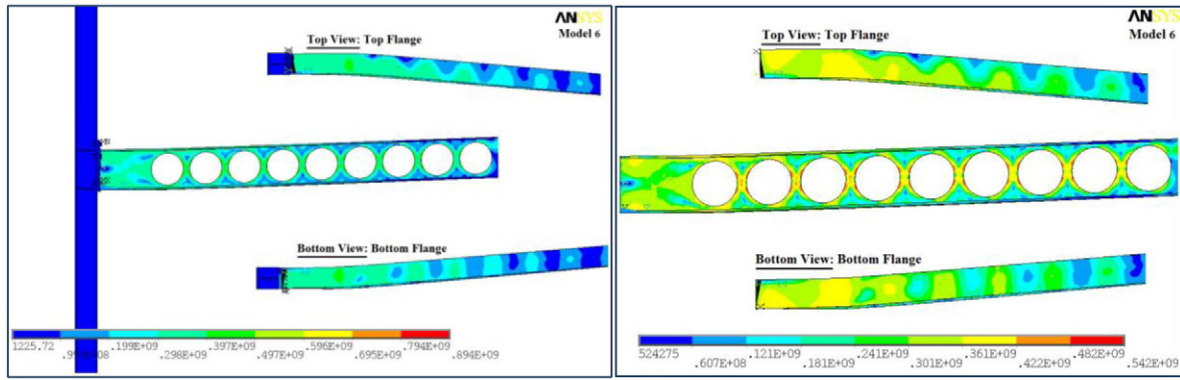 ANSYS
Model 6
Top View: Top Flange
Bottom View: Bottom Flange
1225.72 .199E+09 .397E+09 .596E+09 .794E+09
.298E+09 .497E+09 .695E+09 .894E+09
ANSYS
Model 6
Top View: Top Flange
Bottom View: Bottom Flange
524275 .121E+09 .241E+09 .361E+09 .482E+09
.607E+08 .181E+09 .301E+09 .422E+09 .542E+09